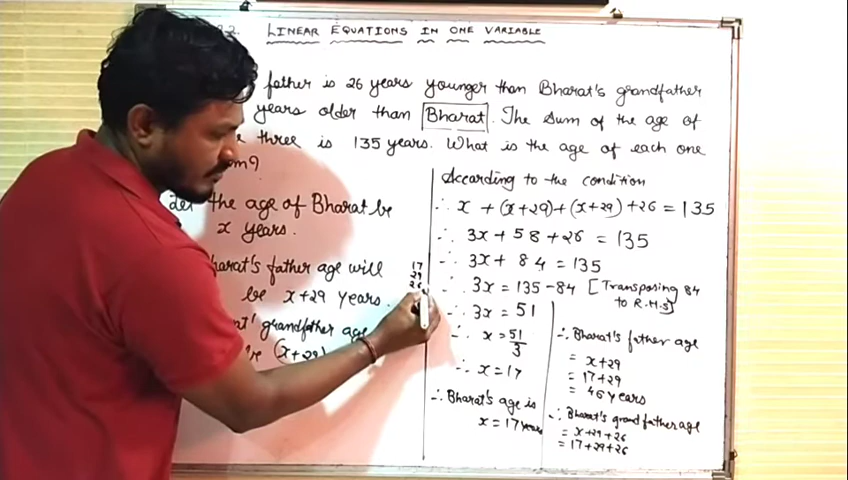 LINEAR EQUATIONS IN ONE VARIABLE
father is 26 years younger than Bharat's grandfather
years older than Bharat. The sum of the age of
three is 135 years. What is the age of each one
Let the age of Bharat be
x years.
Bharat's father age will
be x+29 years.
grandfather age
(x+29)
17
29
26
According to the condition
∴ x + (x+29) + (x+29) + 26 = 135
∴ 3x + 58 + 26 = 135
∴ 3x + 84 = 135
∴ 3x = 135 - 84 [Transposing 84
to R.H.S]
∴ 3x = 51
∴ x = 51/3
∴ x = 17
∴ Bharat's age is
x = 17 years
∴ Bharat's father age
= x+29
= 17+29
= 46 years
∴ Bharat's grandfather age
= x+29+26
= 17+29+26